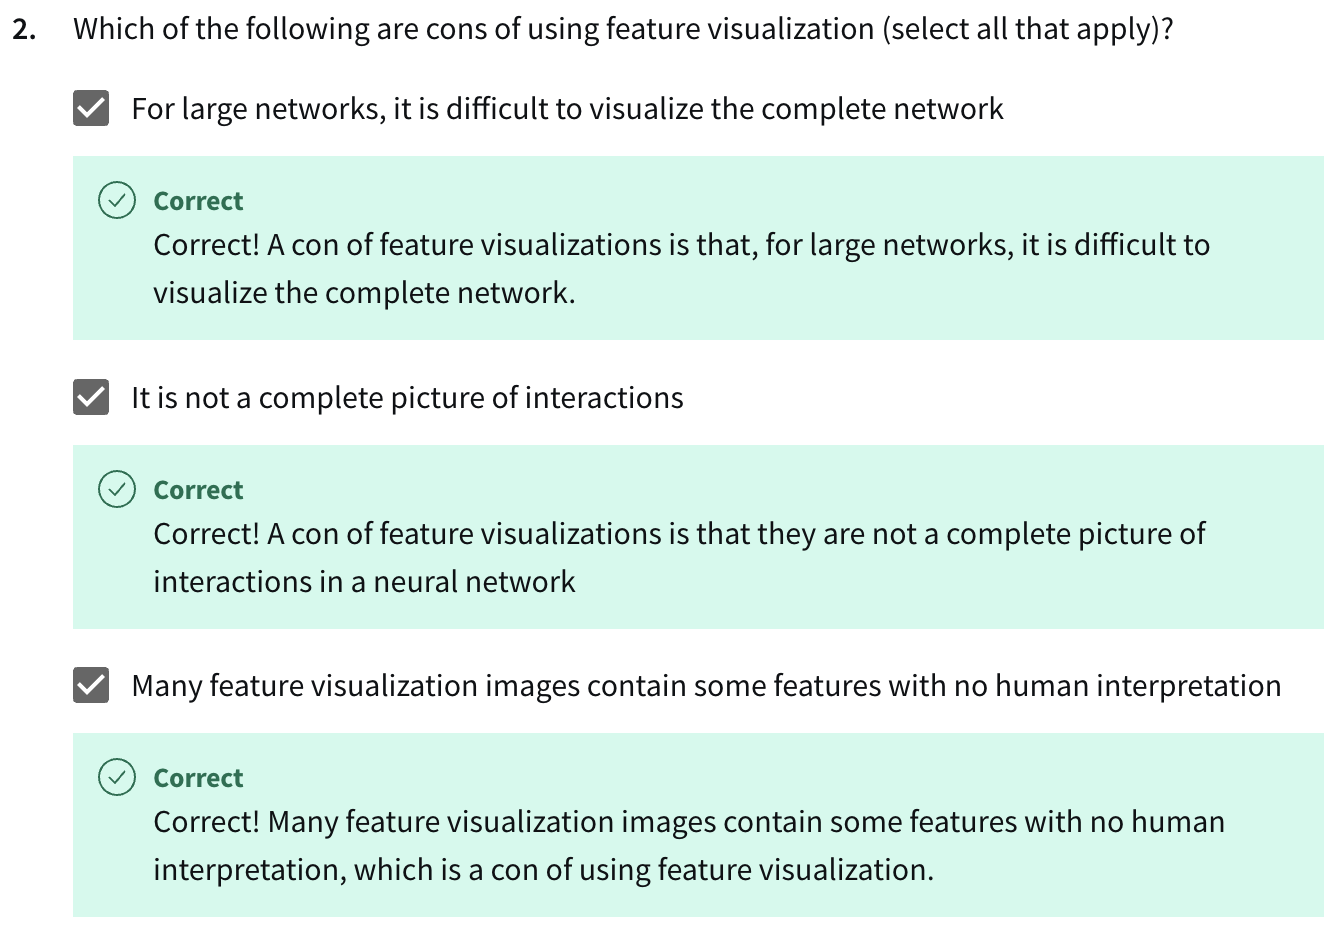 2. Which of the following are cons of using feature visualization (select all that apply)?
For large networks, it is difficult to visualize the complete network
Correct
Correct! A con of feature visualizations is that, for large networks, it is difficult to
visualize the complete network.
It is not a complete picture of interactions
Correct
Correct! A con of feature visualizations is that they are not a complete picture of
interactions in a neural network
Many feature visualization images contain some features with no human interpretation
Correct
Correct! Many feature visualization images contain some features with no human
interpretation, which is a con of using feature visualization.